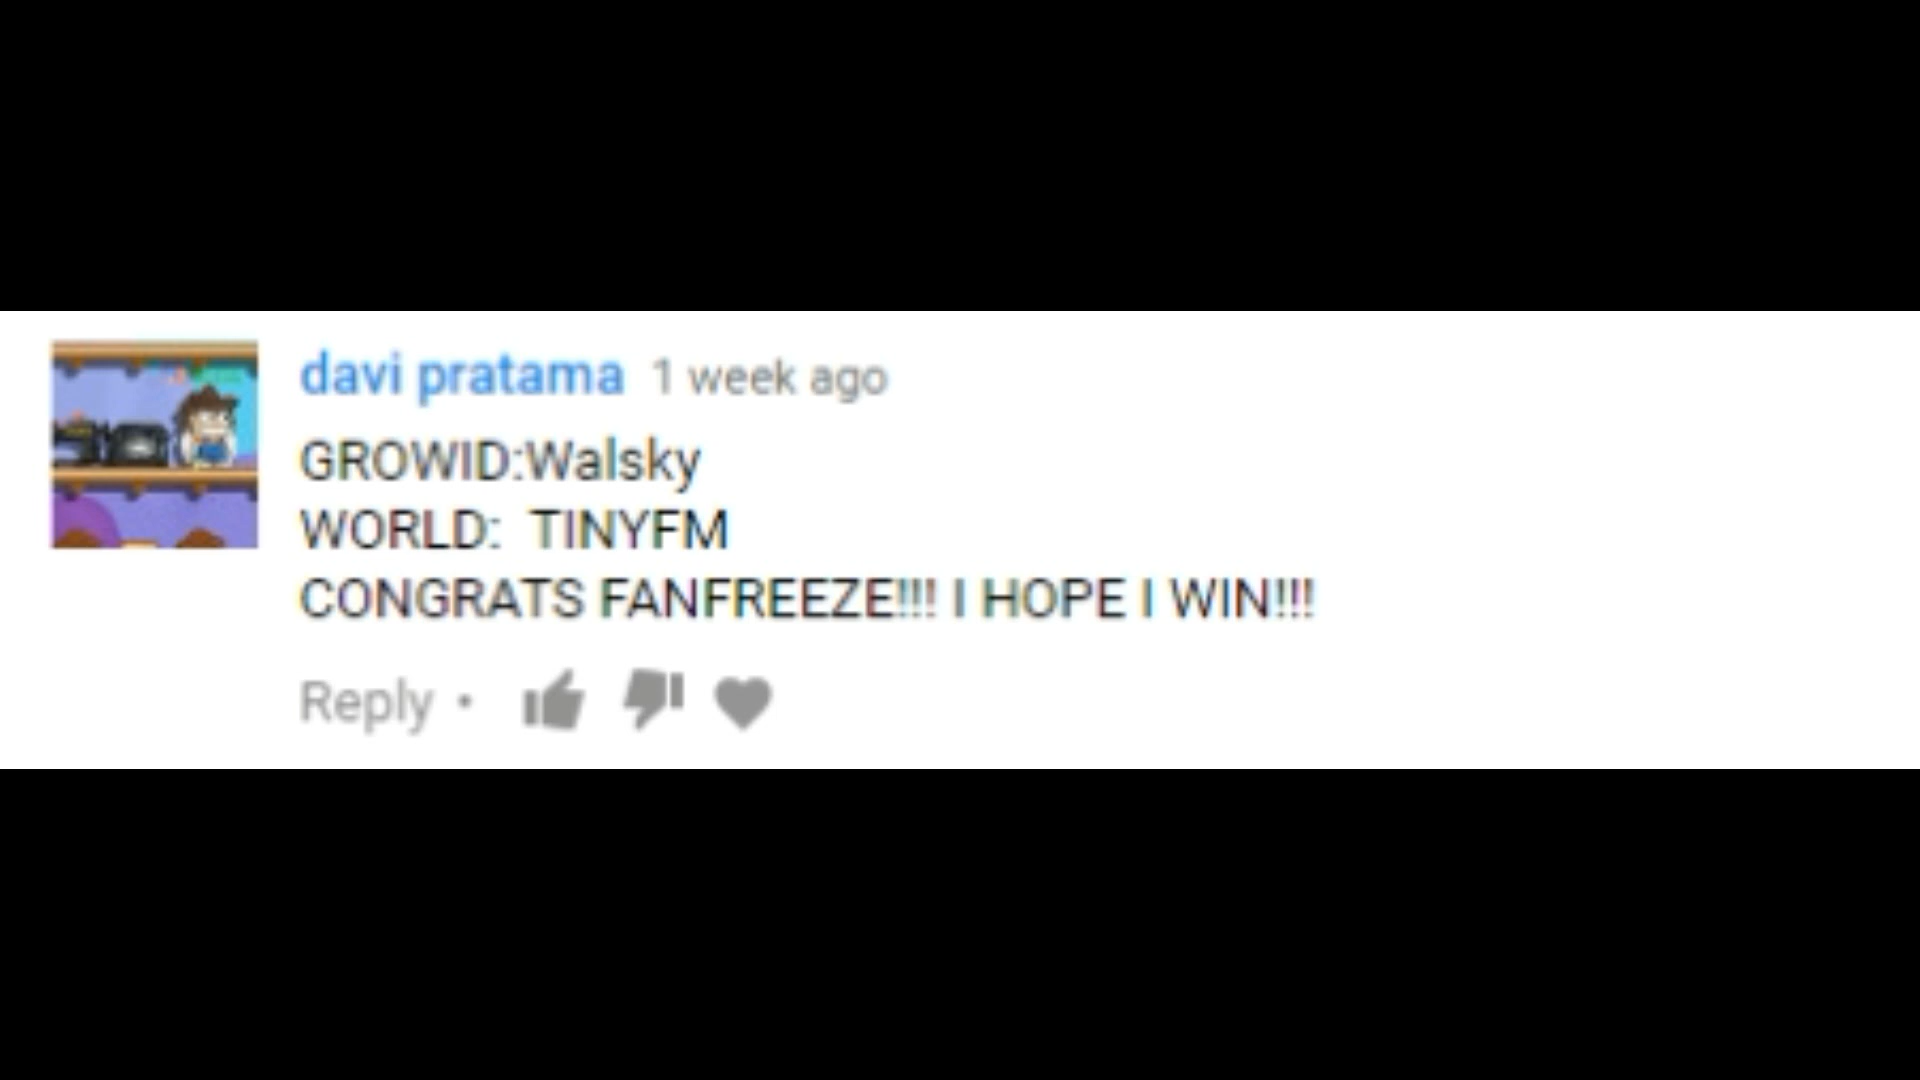 davi pratama 1 week ago
GROWID:Walsky
WORLD: TINYFM
CONGRATS FANFREEZE!!! I HOPE I WIN!!!
Reply •